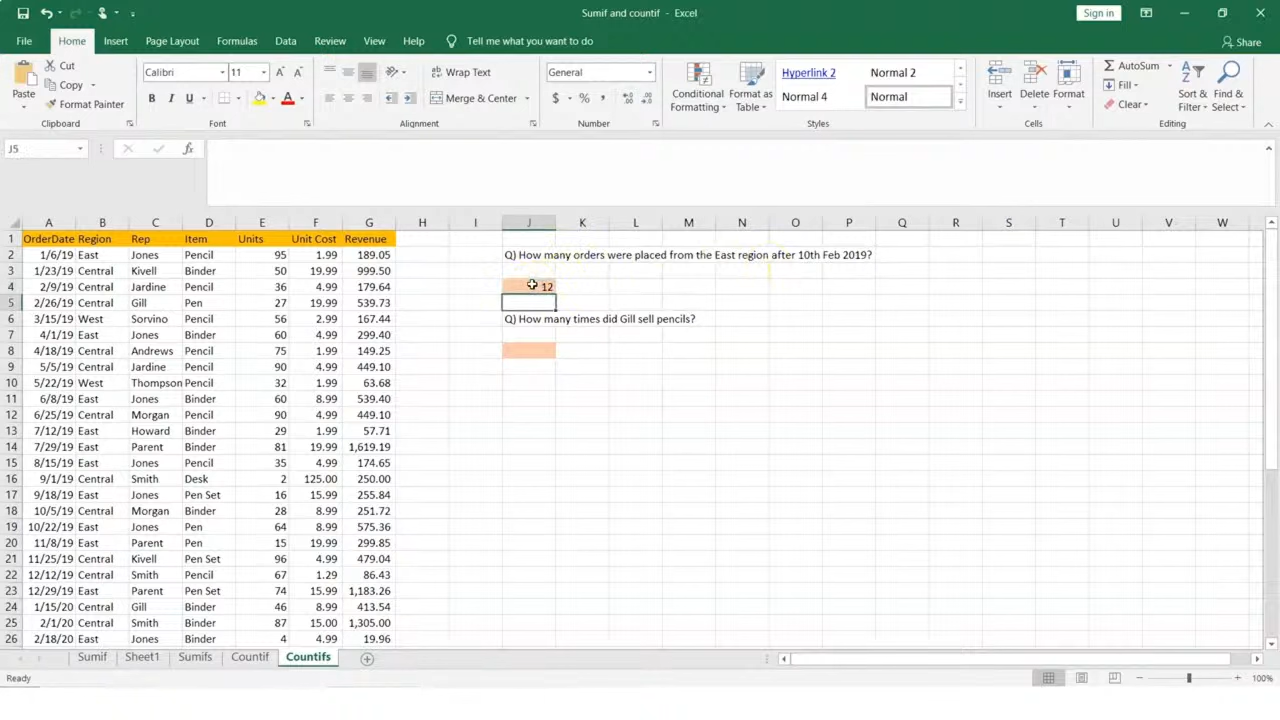 Sumif and countif - Excel
Sign in
File Home Insert Page Layout Formulas Data Review View Help Tell me what you want to do Share
Paste Cut Copy Format Painter
Calibri 11 B I U
Wrap Text Merge & Center
General $ % ,
Conditional Formatting Format as Table
Hyperlink 2 Normal 2 Normal 4 Normal
Insert Delete Format
AutoSum Fill Clear Sort & Filter Find & Select
Clipboard Font Alignment Number Styles Cells Editing
J5 fx
A B C D E F G H I J K L M N O P Q R S T U V W
1 OrderDate Region Rep Item Units Unit Cost Revenue
2 1/6/19 East Jones Pencil 95 1.99 189.05 Q) How many orders were placed from the East region after 10th Feb 2019?
3 1/23/19 Central Kivell Binder 50 19.99 999.50
4 2/9/19 Central Jardine Pencil 36 4.99 179.64 12
5 2/26/19 Central Gill Pen 27 19.99 539.73
6 3/15/19 West Sorvino Pencil 56 2.99 167.44 Q) How many times did Gill sell pencils?
7 4/1/19 East Jones Binder 60 4.99 299.40
8 4/18/19 Central Andrews Pencil 75 1.99 149.25
9 5/5/19 Central Jardine Pencil 90 4.99 449.10
10 5/22/19 West Thompson Pencil 32 1.99 63.68
11 6/8/19 East Jones Binder 60 8.99 539.40
12 6/25/19 Central Morgan Pencil 90 4.99 449.10
13 7/12/19 East Howard Binder 29 1.99 57.71
14 7/29/19 East Parent Binder 81 19.99 1,619.19
15 8/15/19 East Jones Pencil 35 4.99 174.65
16 9/1/19 Central Smith Desk 2 125.00 250.00
17 9/18/19 East Jones Pen Set 16 15.99 255.84
18 10/5/19 Central Morgan Binder 28 8.99 251.72
19 10/22/19 East Jones Pen 64 8.99 575.36
20 11/8/19 East Parent Pen 15 19.99 299.85
21 11/25/19 Central Kivell Pen Set 96 4.99 479.04
22 12/12/19 Central Smith Pencil 67 1.29 86.43
23 12/29/19 East Parent Pen Set 74 15.99 1,183.26
24 1/15/20 Central Gill Binder 46 8.99 413.54
25 2/1/20 Central Smith Binder 87 15.00 1,305.00
26 2/18/20 East Jones Binder 4 4.99 19.96
Sumif Sheet1 Sumifs Countif Countifs
Ready 100%